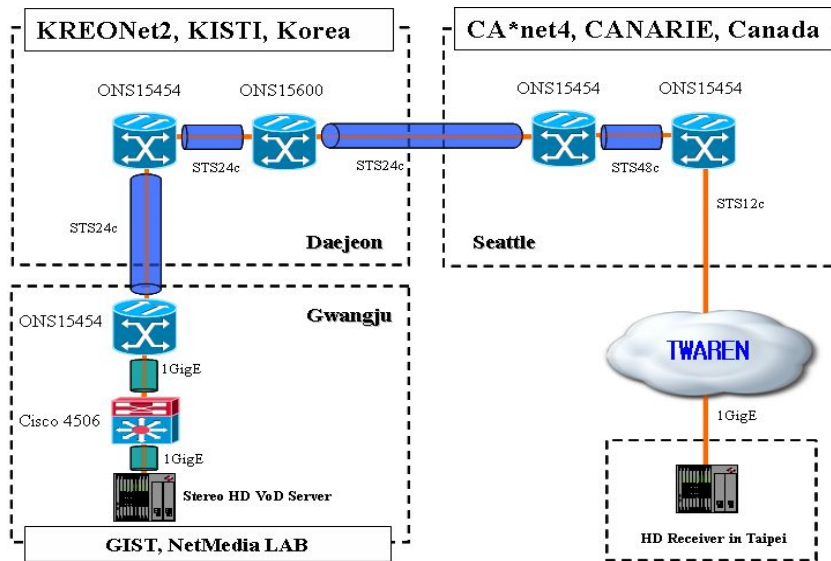 KREONet2, KISTI, Korea
CA*net4, CANARIE, Canada
ONS15454
ONS15600
ONS15454
ONS15454
STS24c
STS24c
STS48c
STS12c
STS24c
Daejeon
Seattle
ONS15454
Gwangju
1GigE
Cisco 4506
1GigE
Stereo HD VoD Server
GIST, NetMedia LAB
TWAREN
1GigE
HD Receiver in Taipei